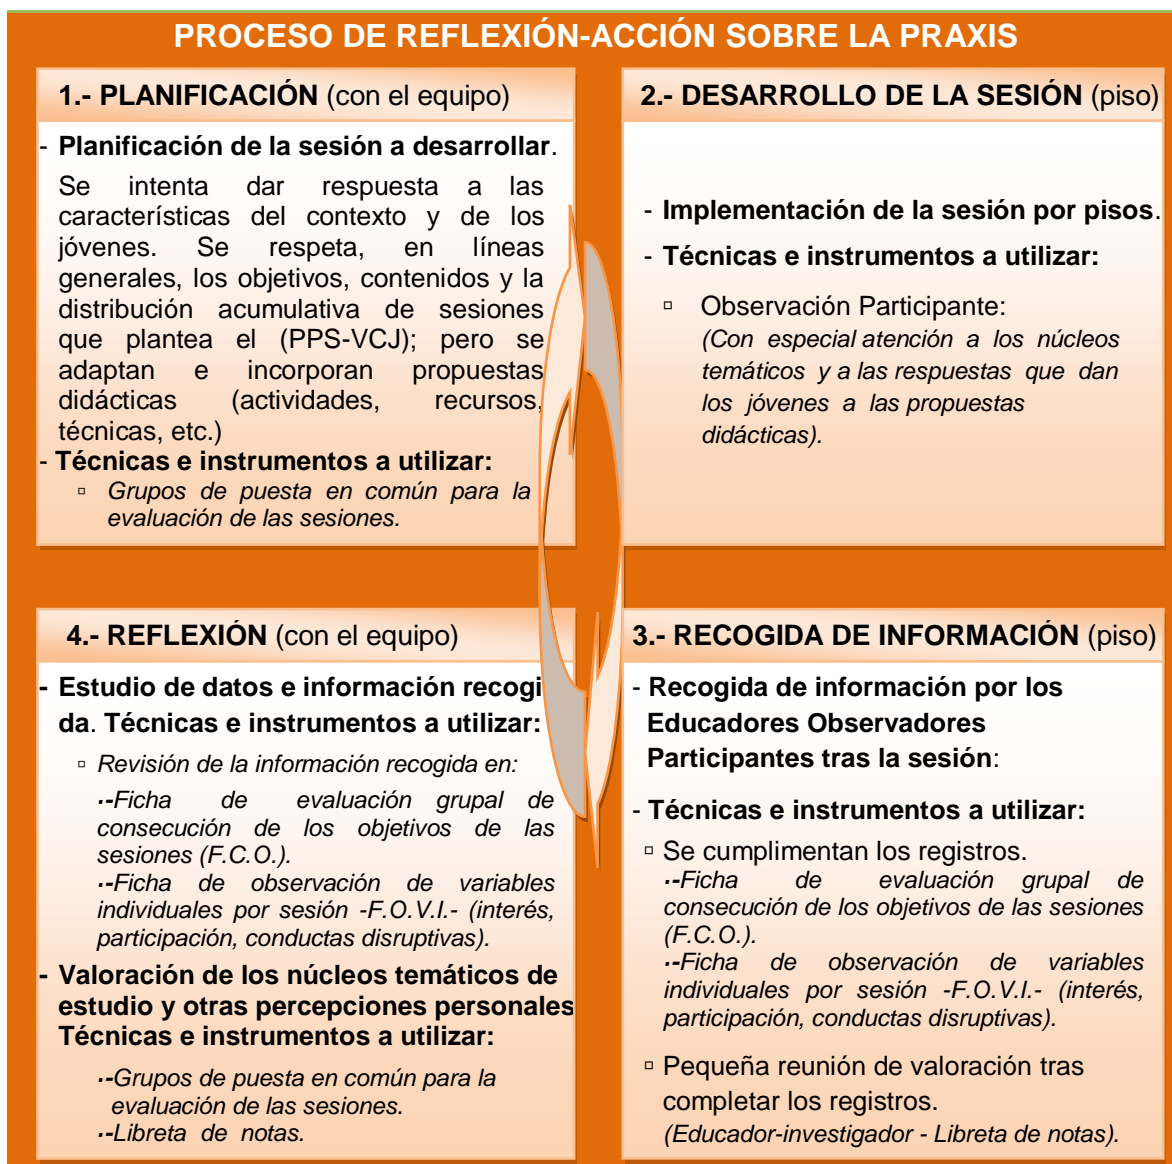 PROCESO DE REFLEXIÓN-ACCIÓN SOBRE LA PRAXIS
1.- PLANIFICACIÓN (con el equipo)
- Planificación de la sesión a desarrollar.
Se intenta dar respuesta a las
características del contexto y de los
jóvenes. Se respeta, en líneas
generales, los objetivos, contenidos y la
distribución acumulativa de sesiones
que plantea el (PPS-VCJ); pero se
adaptan e incorporan propuestas
didácticas (actividades, recursos,
técnicas, etc.)
- Técnicas e instrumentos a utilizar:
▫ Grupos de puesta en común para la
evaluación de las sesiones.
2.- DESARROLLO DE LA SESIÓN (piso)
- Implementación de la sesión por pisos.
- Técnicas e instrumentos a utilizar:
▫ Observación Participante:
(Con especial atención a los núcleos
temáticos y a las respuestas que dan
los jóvenes a las propuestas
didácticas).
4.- REFLEXIÓN (con el equipo)
- Estudio de datos e información recogi
da. Técnicas e instrumentos a utilizar:
▫ Revisión de la información recogida en:
·-Ficha de evaluación grupal de
consecución de los objetivos de las
sesiones (F.C.O.).
·-Ficha de observación de variables
individuales por sesión -F.O.V.I.- (interés,
participación, conductas disruptivas).
- Valoración de los núcleos temáticos de
estudio y otras percepciones personales
Técnicas e instrumentos a utilizar:
·-Grupos de puesta en común para la
evaluación de las sesiones.
·-Libreta de notas.
3.- RECOGIDA DE INFORMACIÓN (piso)
- Recogida de información por los
Educadores Observadores
Participantes tras la sesión:
- Técnicas e instrumentos a utilizar:
▫ Se cumplimentan los registros.
·-Ficha de evaluación grupal de
consecución de los objetivos de las sesiones
(F.C.O.).
·-Ficha de observación de variables
individuales por sesión -F.O.V.I.- (interés,
participación, conductas disruptivas).
▫ Pequeña reunión de valoración tras
completar los registros.
(Educador-investigador - Libreta de notas).